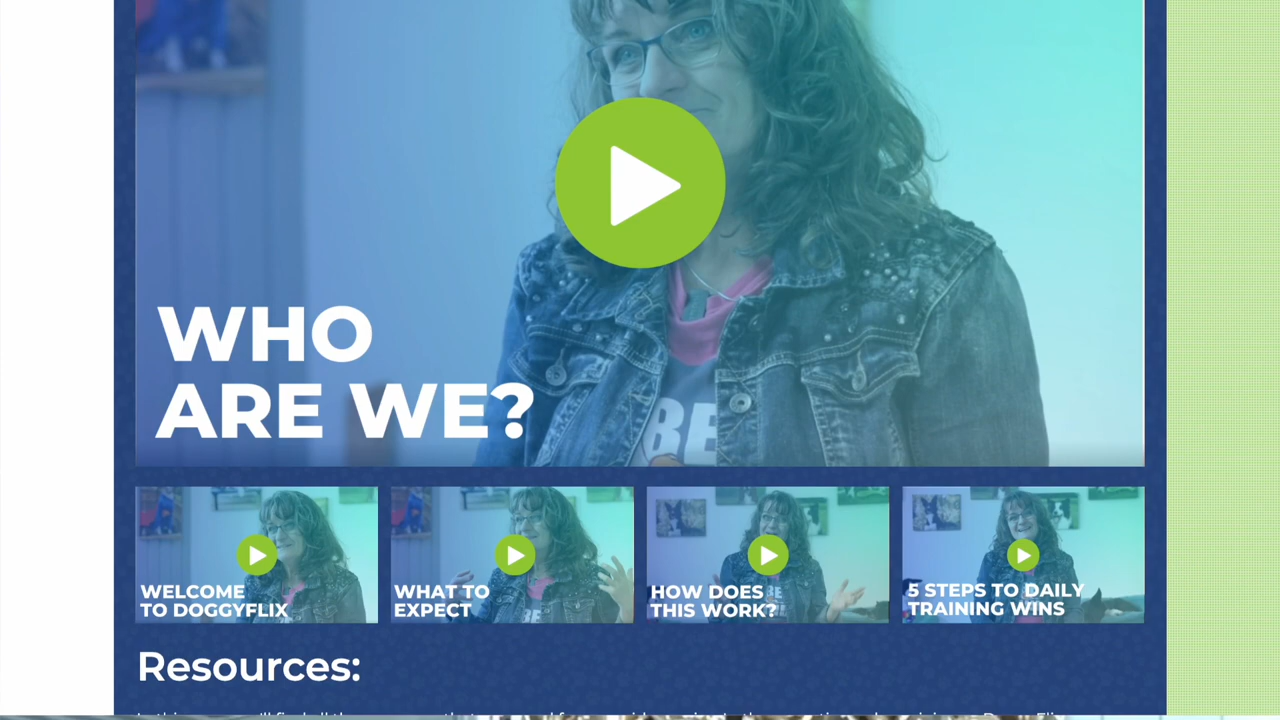 WHO
ARE WE?
BE
WELCOME
TO DOGGYFLIX
WHAT TO
EXPECT
HOW DOES
THIS WORK?
5 STEPS TO DAILY
TRAINING WINS
Resources: